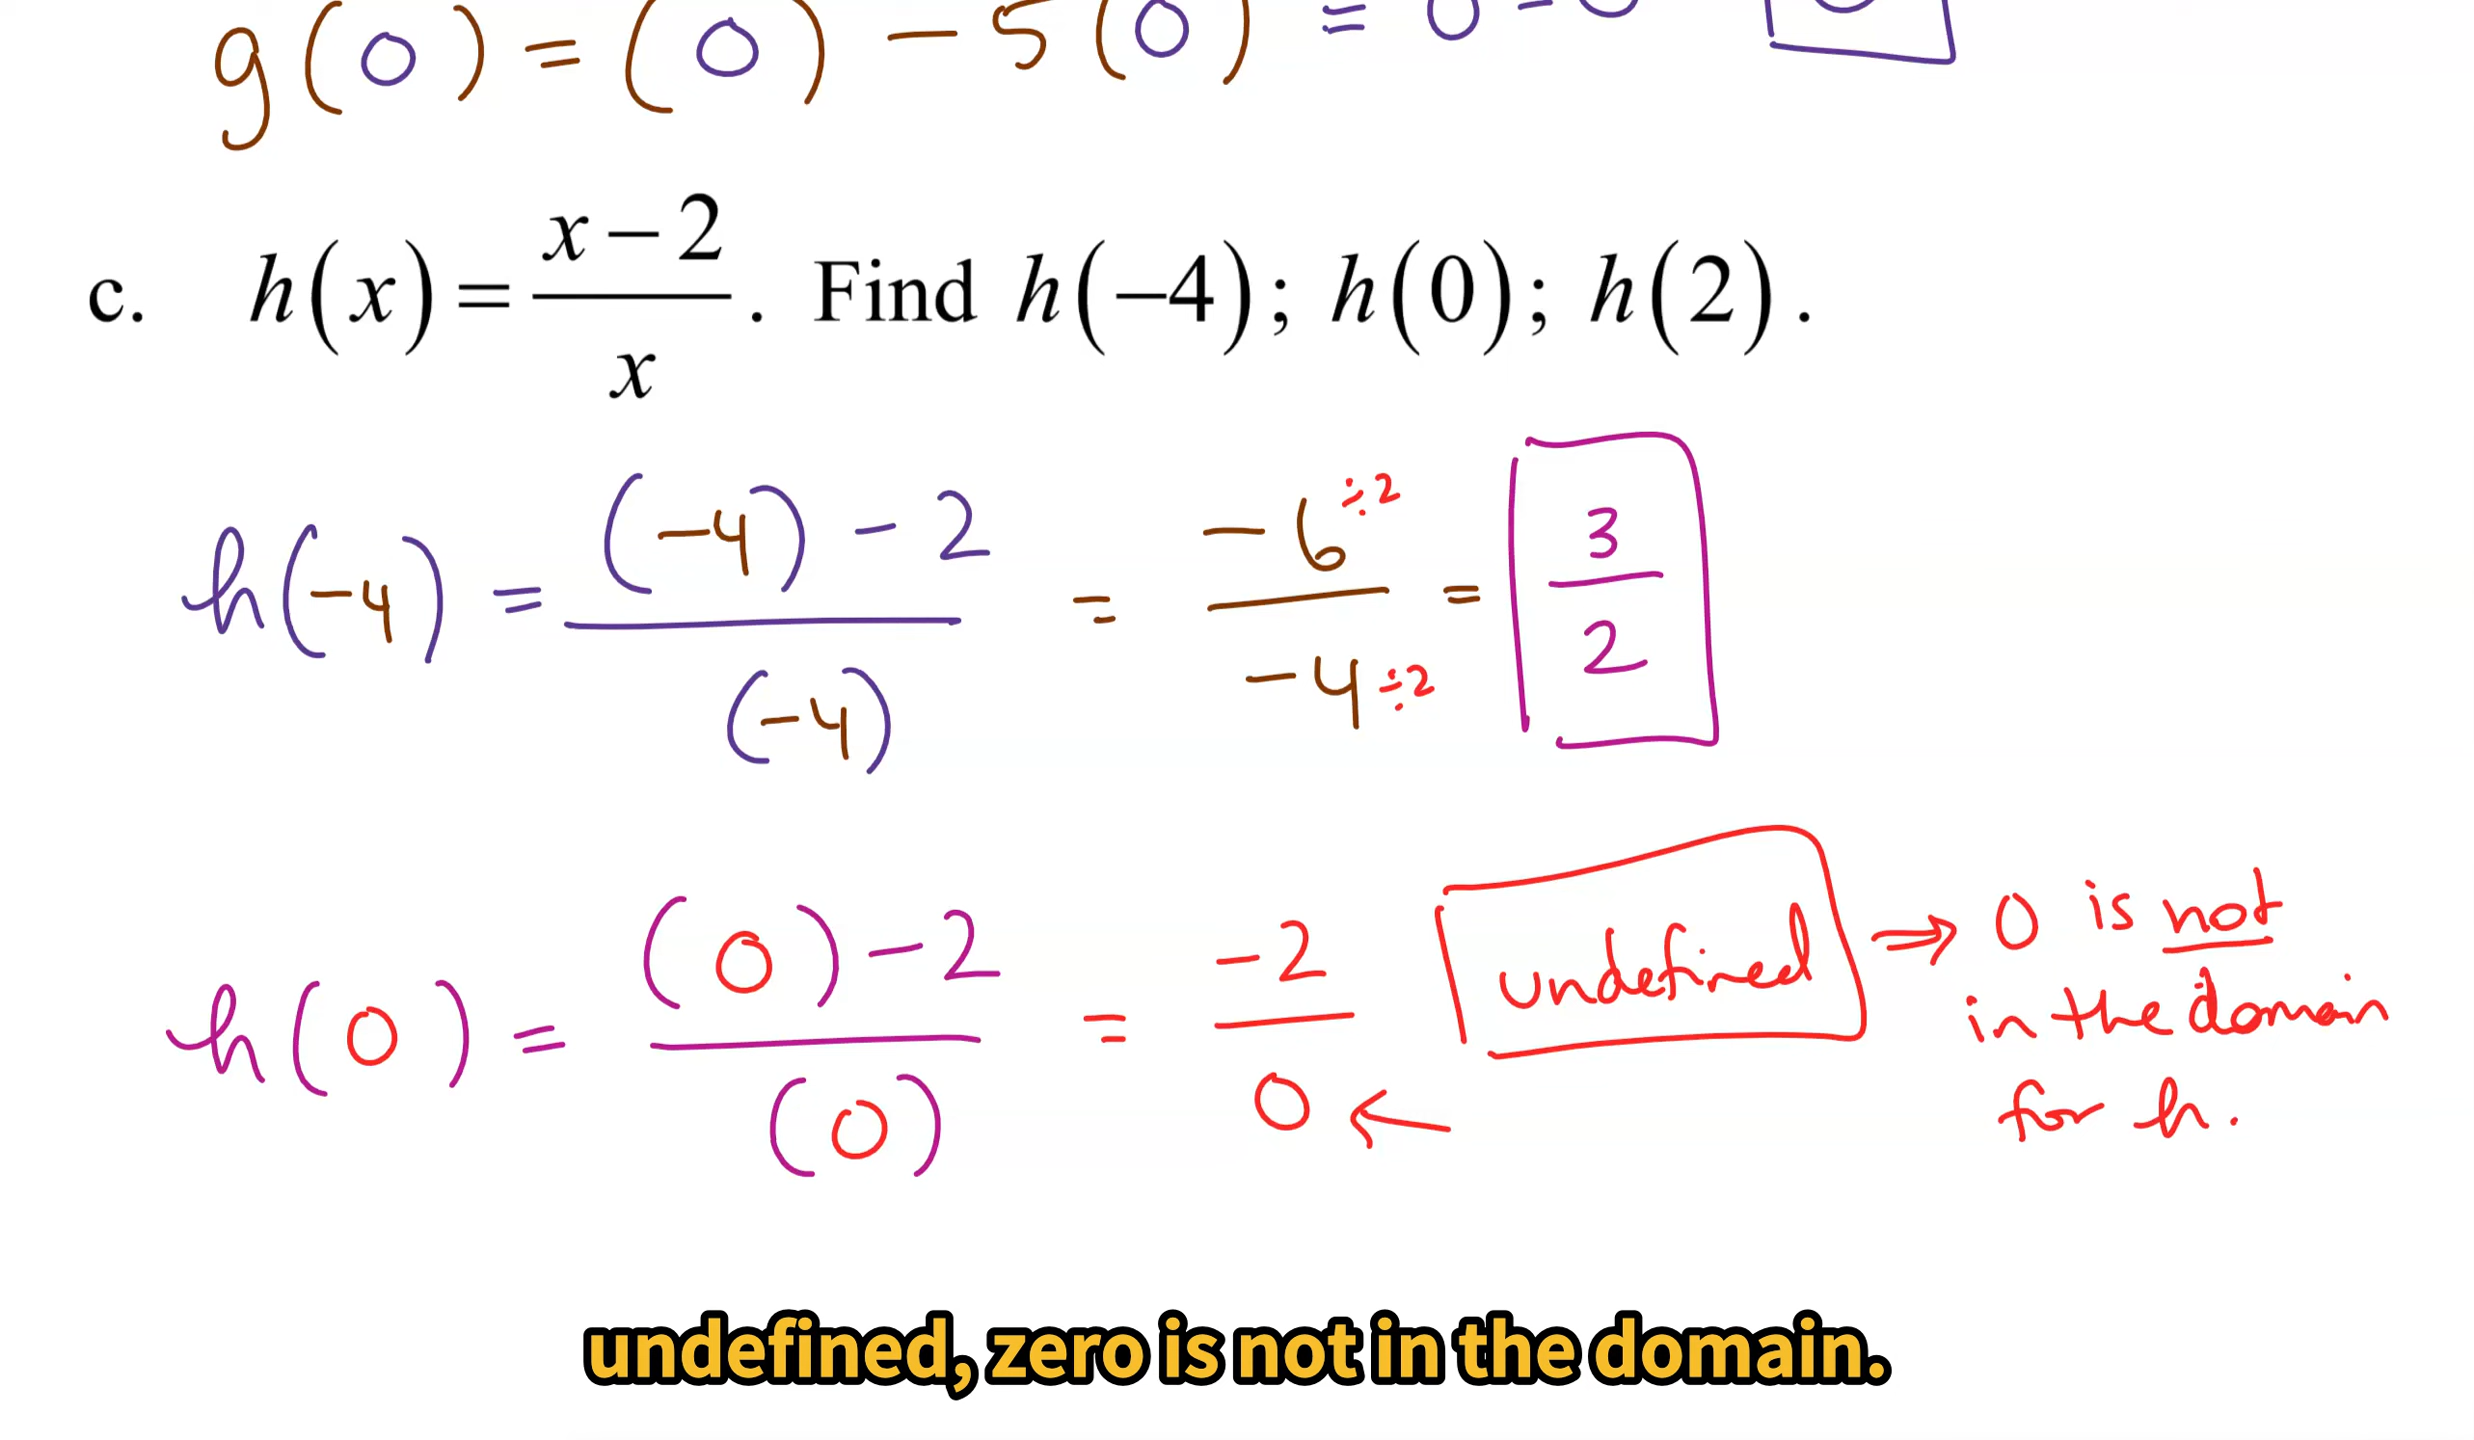 g(0) = (0) − 5(0) = 0 − 0
c. h(x) = (x − 2)/x . Find h(−4); h(0); h(2).
h(−4) = ((−4) − 2)/(−4) = (−6 ÷2)/(−4 ÷2) = 3/2
h(0) = ((0) − 2)/(0) = −2/0 undefined ⇒ 0 is not
in the domain
for h.
undefined, zero is not in the domain.